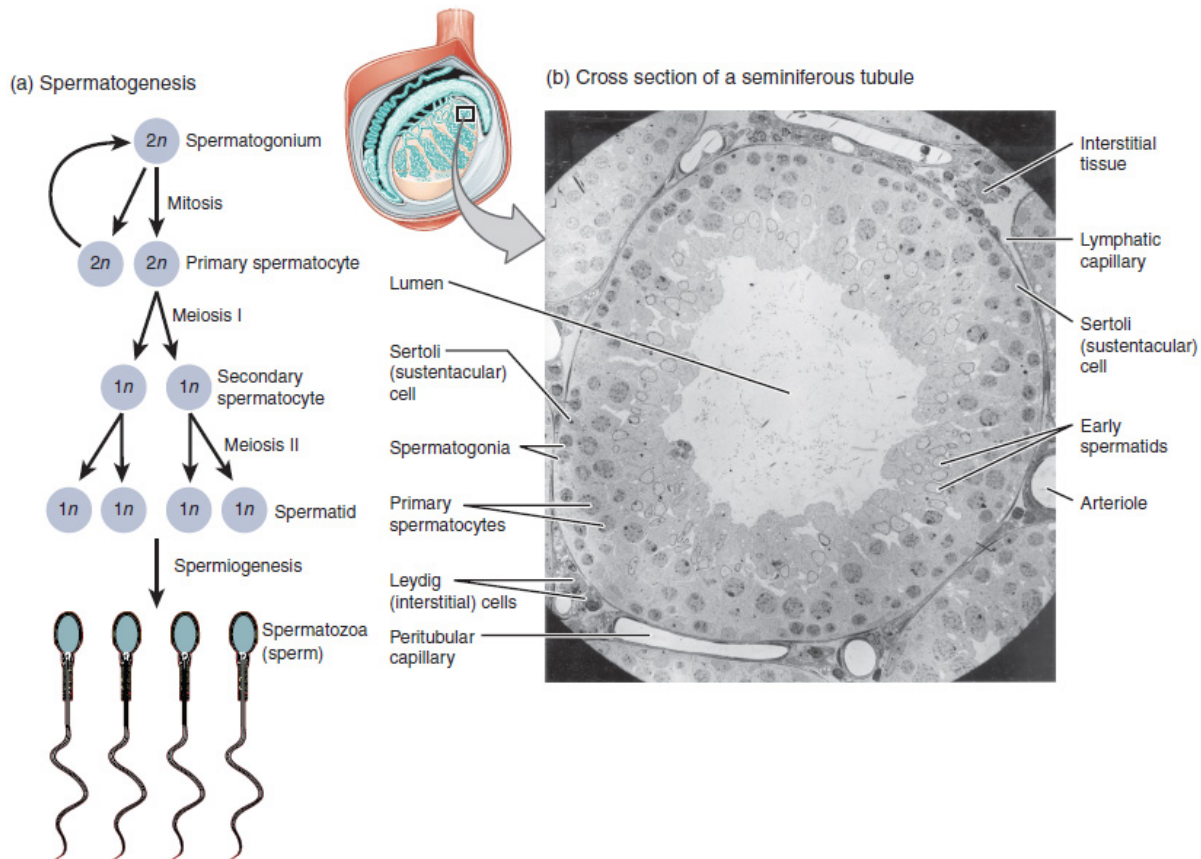 (a) Spermatogenesis
2n
Spermatogonium
Mitosis
2n
2n
Primary spermatocyte
Meiosis I
1n
1n
Secondary
spermatocyte
Meiosis II
1n
1n
1n
1n
Spermatid
Spermiogenesis
Spermatozoa
(sperm)
(b) Cross section of a seminiferous tubule
Lumen
Sertoli
(sustentacular)
cell
Spermatogonia
Primary
spermatocytes
Leydig
(interstitial) cells
Peritubular
capillary
Interstitial
tissue
Lymphatic
capillary
Sertoli
(sustentacular)
cell
Early
spermatids
Arteriole